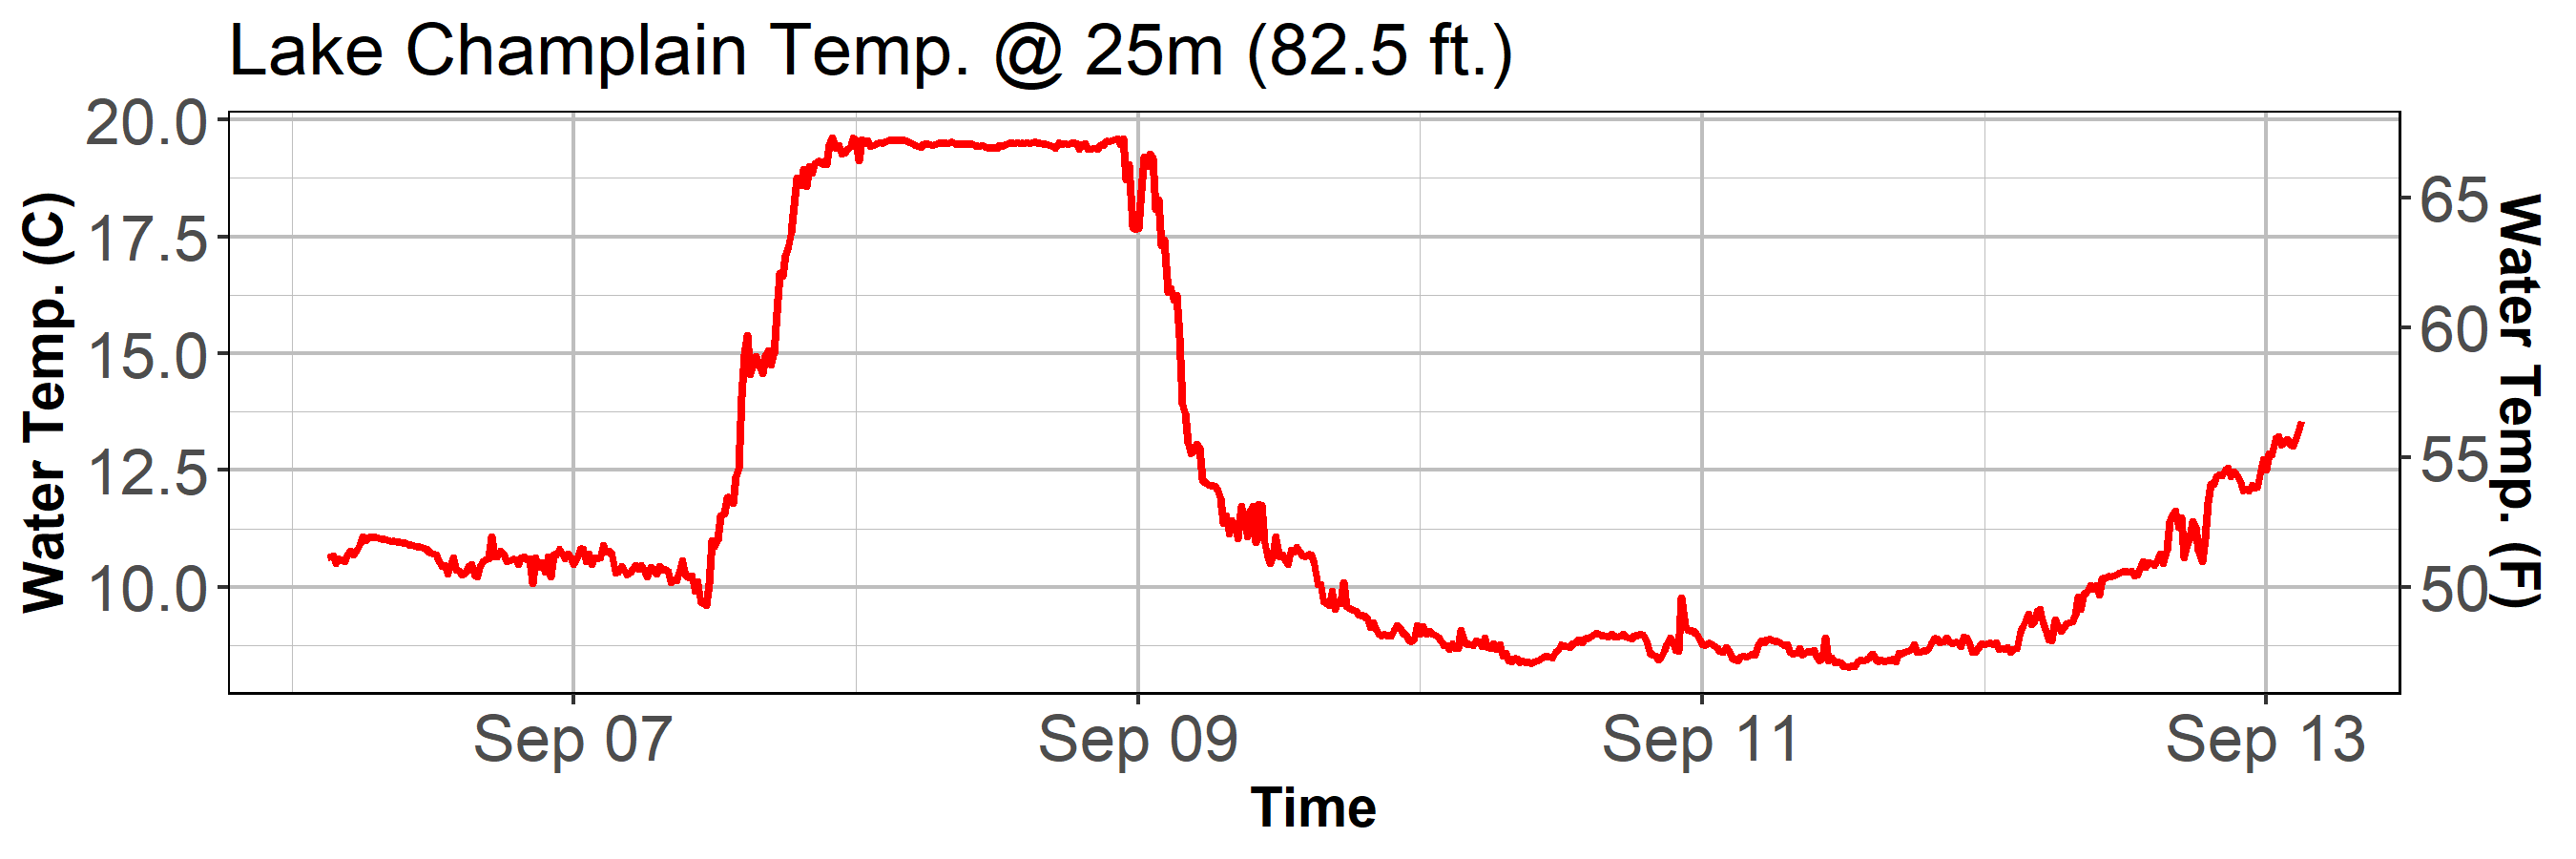 Lake Champlain Temp. @ 25m (82.5 ft.)
Water Temp. (C)
20.0
17.5
15.0
12.5
10.0
65
60
55
50
Water Temp. (F)
Sep 07 Sep 09 Sep 11 Sep 13
Time